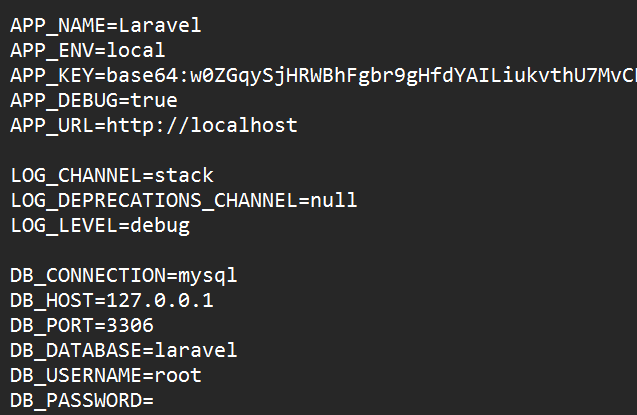 APP_NAME=Laravel
APP_ENV=local
APP_KEY=base64:w0ZGqySjHRWBhFgbr9gHfdYAILiukvthU7MvC
APP_DEBUG=true
APP_URL=http://localhost
LOG_CHANNEL=stack
LOG_DEPRECATIONS_CHANNEL=null
LOG_LEVEL=debug
DB_CONNECTION=mysql
DB_HOST=127.0.0.1
DB_PORT=3306
DB_DATABASE=laravel
DB_USERNAME=root
DB_PASSWORD=